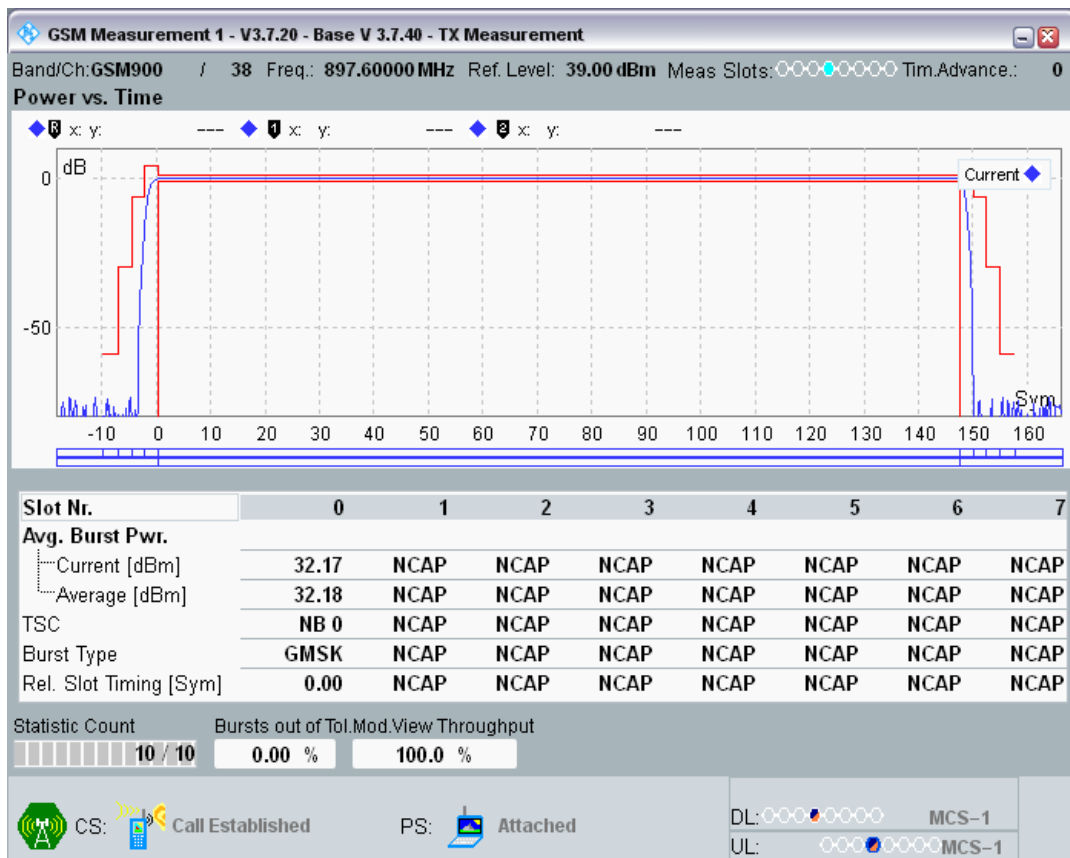 GSM Measurement 1 - V3.7.20 - Base V 3.7.40 - TX Measurement
Band/Ch:GSM900 / 38 Freq.: 897.60000 MHz Ref. Level: 39.00 dBm Meas Slots: Tim.Advance.: 0
Power vs. Time
R x: y: --- 1 x: y: --- 2 x: y: ---
dB
0
Current
-50
Sym
-10 0 10 20 30 40 50 60 70 80 90 100 110 120 130 140 150 160
Slot Nr. 0 1 2 3 4 5 6 7
Avg. Burst Pwr.
Current [dBm] 32.17 NCAP NCAP NCAP NCAP NCAP NCAP NCAP
Average [dBm] 32.18 NCAP NCAP NCAP NCAP NCAP NCAP NCAP
TSC NB 0 NCAP NCAP NCAP NCAP NCAP NCAP NCAP
Burst Type GMSK NCAP NCAP NCAP NCAP NCAP NCAP NCAP
Rel. Slot Timing [Sym] 0.00 NCAP NCAP NCAP NCAP NCAP NCAP NCAP
Statistic Count Bursts out of Tol.Mod.View Throughput
10 / 10 0.00 % 100.0 %
CS: Call Established PS: Attached
DL: MCS-1
UL: MCS-1